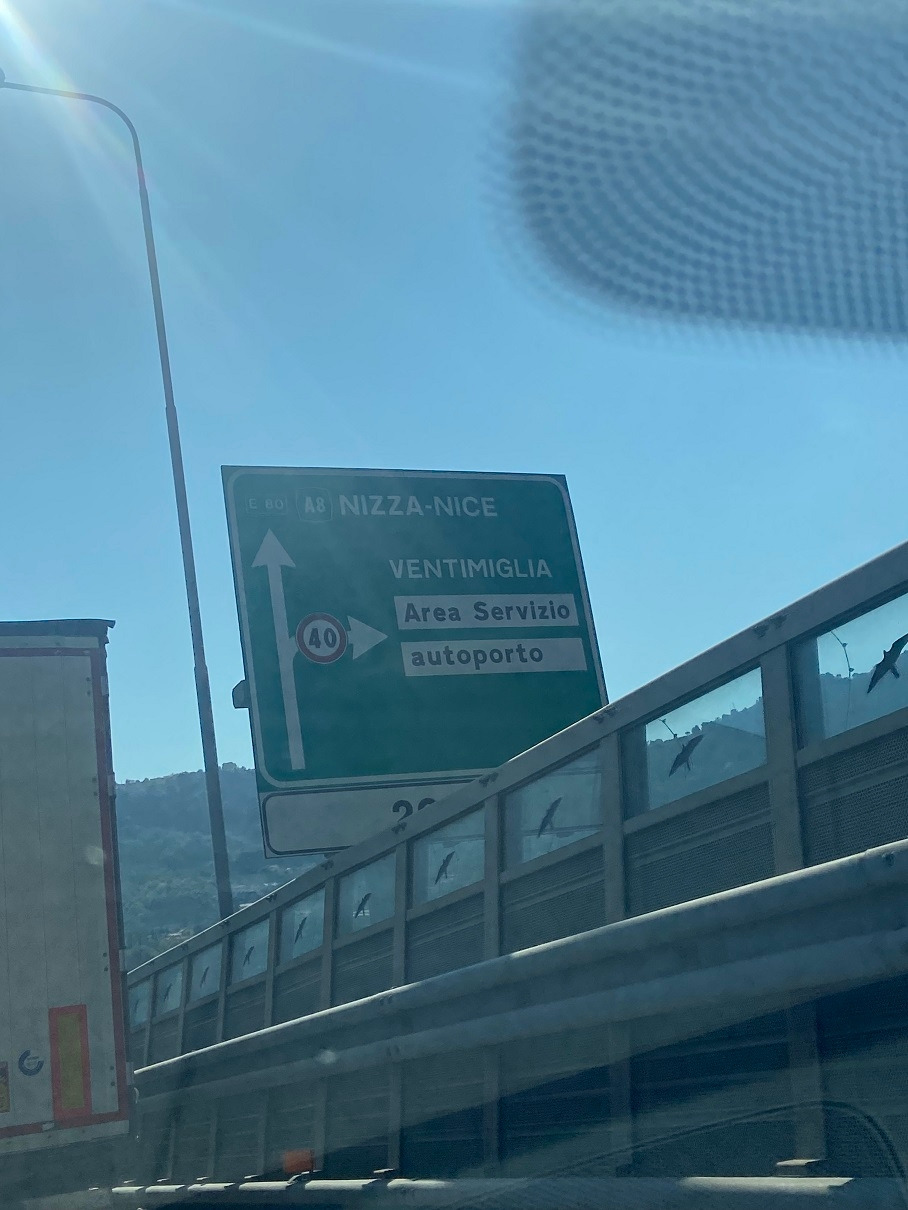 E 80 A8 NIZZA-NICE
VENTIMIGLIA
40 Area Servizio
autoporto